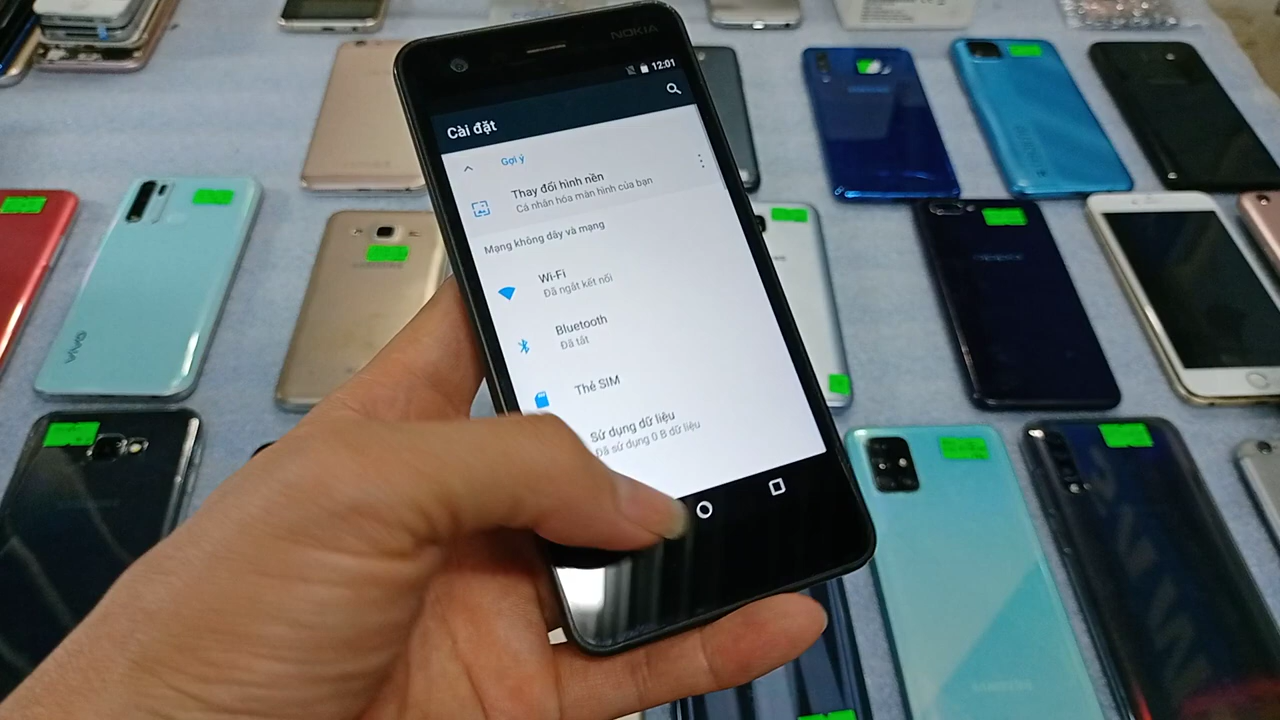 NOKIA
12:01
Cài đặt
Gợi ý
Thay đổi hình nền
Cá nhân hóa màn hình của bạn
Mạng không dây và mạng
Wi-Fi
Đã ngắt kết nối
Bluetooth
Đã tắt
Thẻ SIM
Sử dụng dữ liệu
Đã sử dụng 0 B dữ liệu
vivo
oppo
SAMSUNG